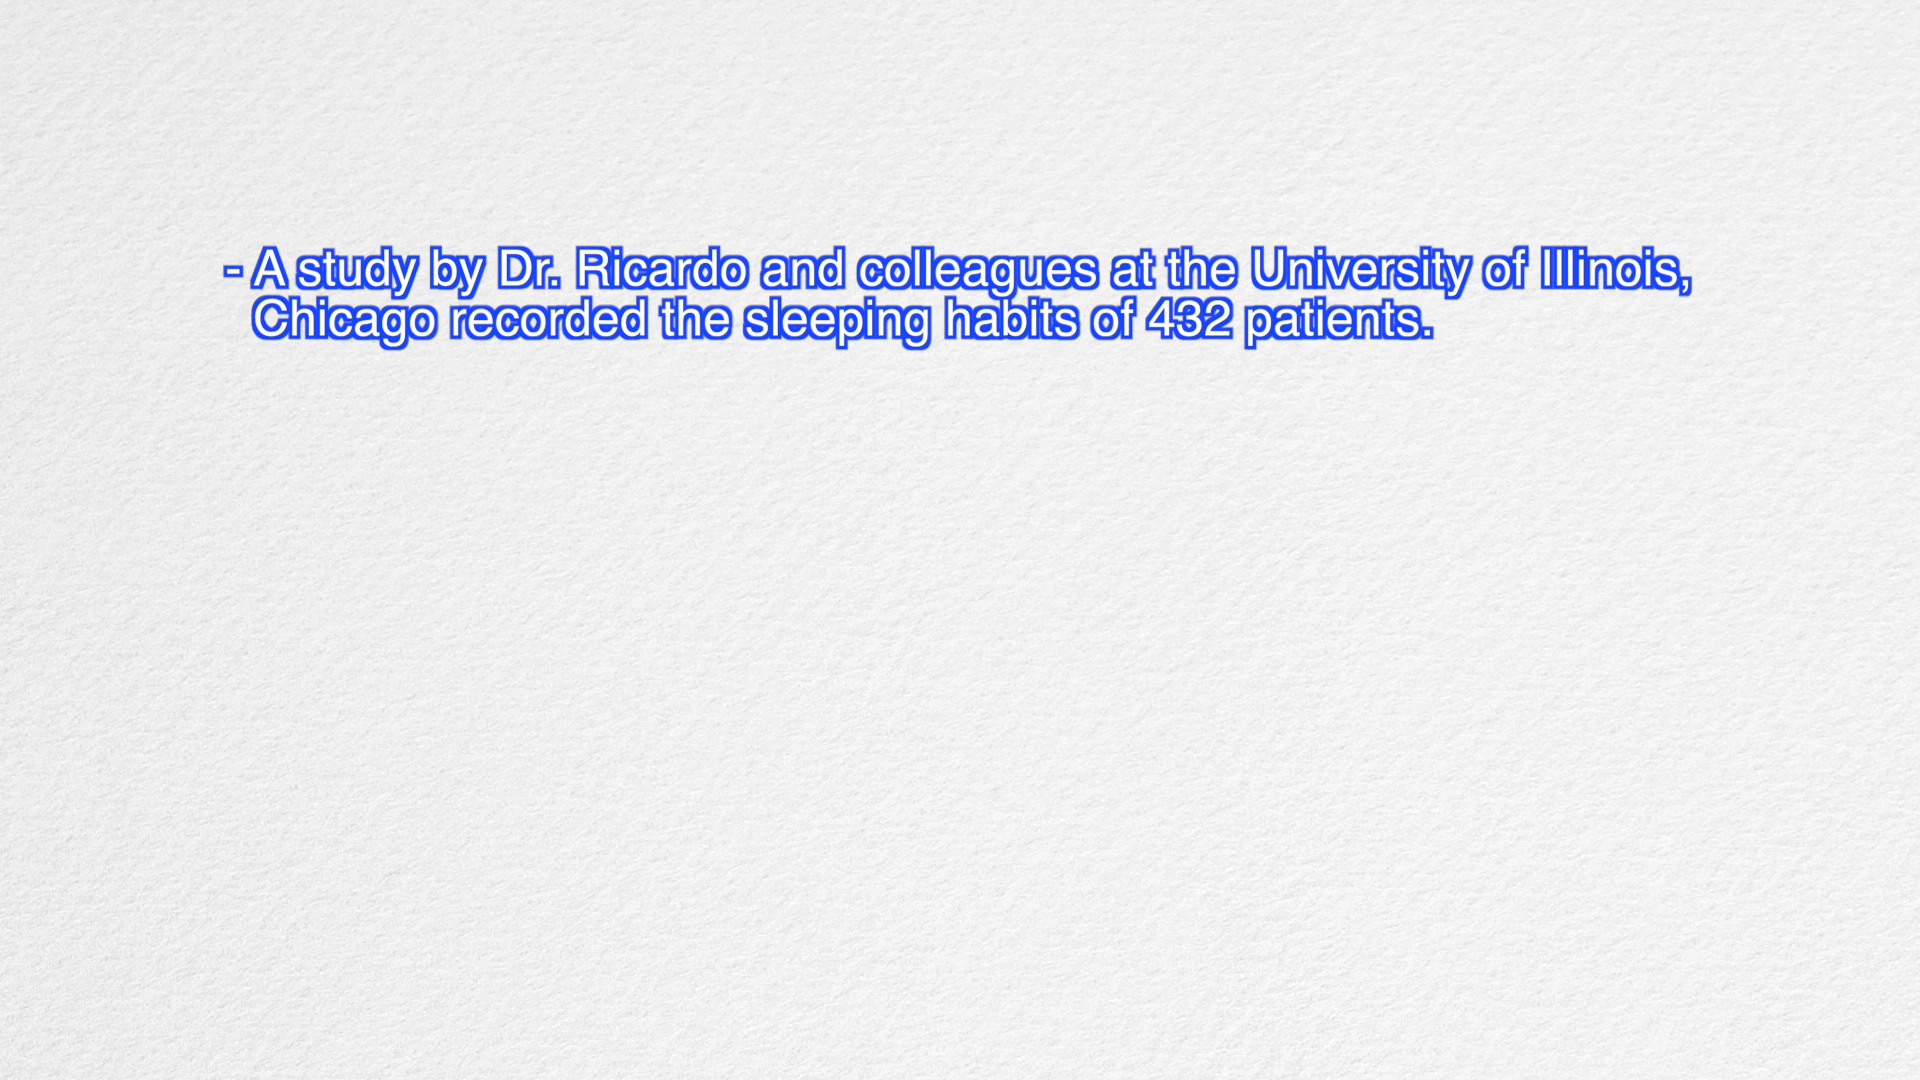 - A study by Dr. Ricardo and colleagues at the University of Illinois,
Chicago recorded the sleeping habits of 432 patients.